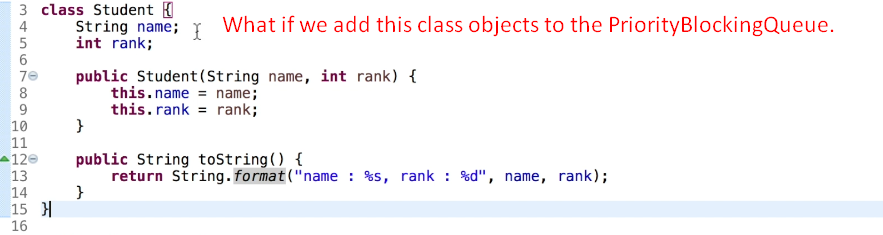 3 class Student {
4 String name; What if we add this class objects to the PriorityBlockingQueue.
5 int rank;
6
7 public Student(String name, int rank) {
8 this.name = name;
9 this.rank = rank;
10 }
11
12 public String toString() {
13 return String.format("name : %s, rank : %d", name, rank);
14 }
15 }
16